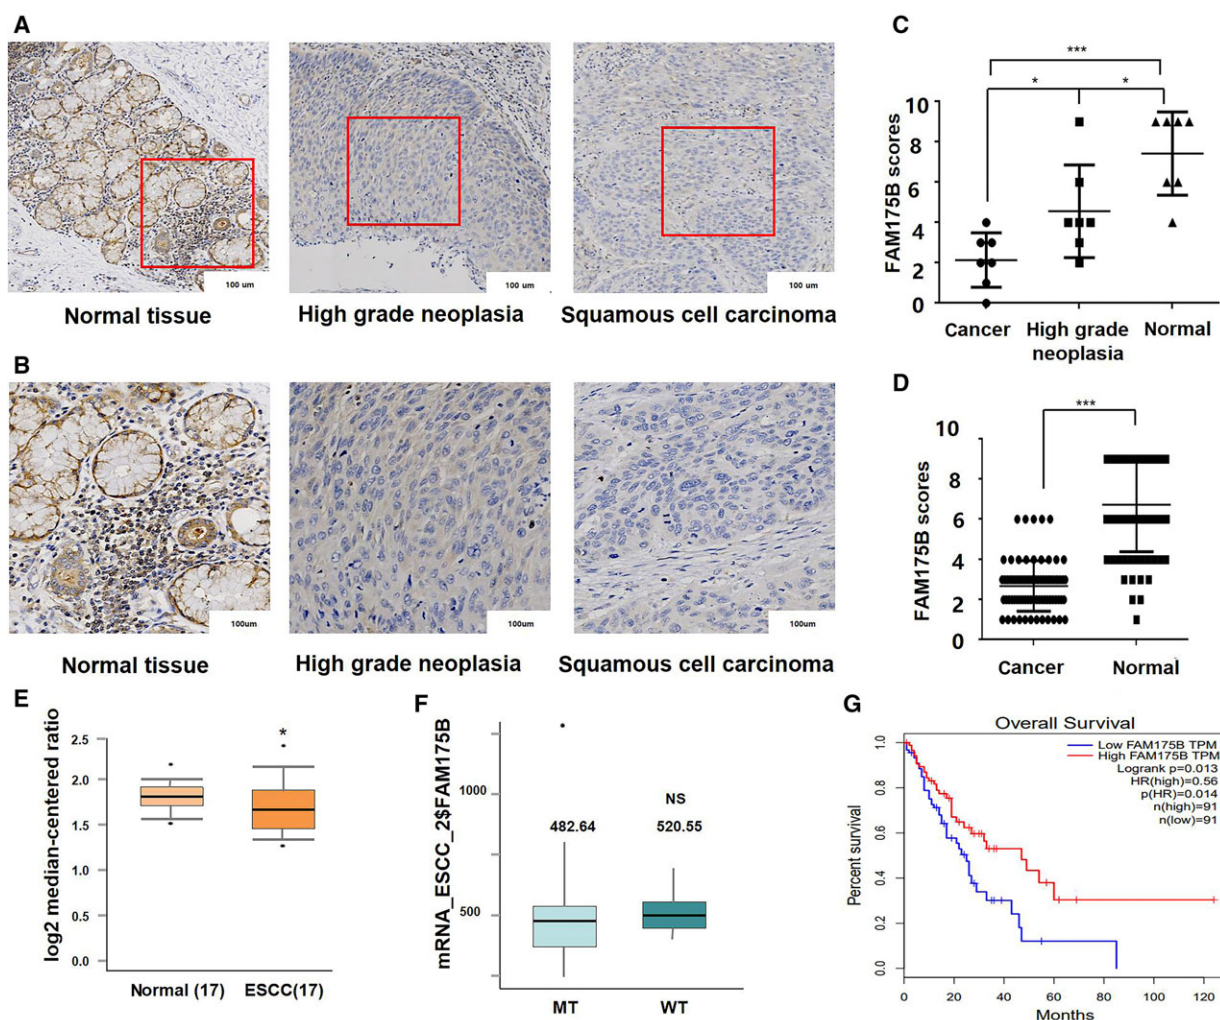 A
100 um
100 um
100 um
Normal tissue
High grade neoplasia
Squamous cell carcinoma
B
100um
100um
100um
Normal tissue
High grade neoplasia
Squamous cell carcinoma
C
***
* *
FAM175B scores
10
8
6
4
2
0
Cancer
High grade
neoplasia
Normal
D
***
FAM175B scores
10
8
6
4
2
0
Cancer
Normal
E
log2 median-centered ratio
2.5
2.0
1.5
1.0
0.5
0.0
*
Normal (17)
ESCC(17)
F
mRNA_ESCC_2$FAM175B
1000
500
482.64
NS
520.55
MT
WT
G
Overall Survival
Low FAM175B TPM
High FAM175B TPM
Logrank p=0.013
HR(high)=0.56
p(HR)=0.014
n(high)=91
n(low)=91
Percent survival
1.0
0.8
0.6
0.4
0.2
0.0
0 20 40 60 80 100 120
Months